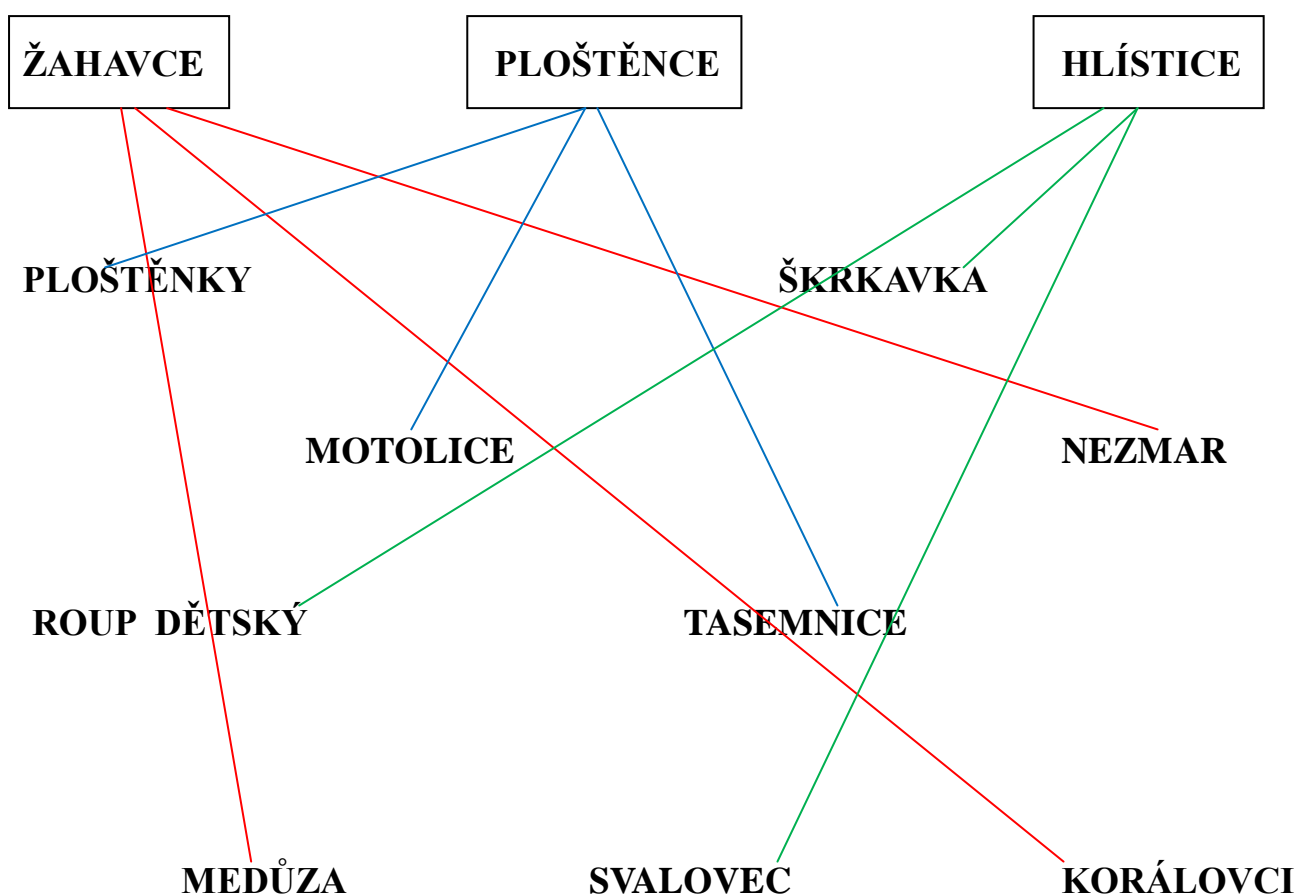 ŽAHAVCE PLOŠTĚNCE HLÍSTICE
PLOŠTĚNKY ŠKRKAVKA
MOTOLICE NEZMAR
ROUP DĚTSKÝ TASEMNICE
MEDŮZA SVALOVEC KORÁLOVCI